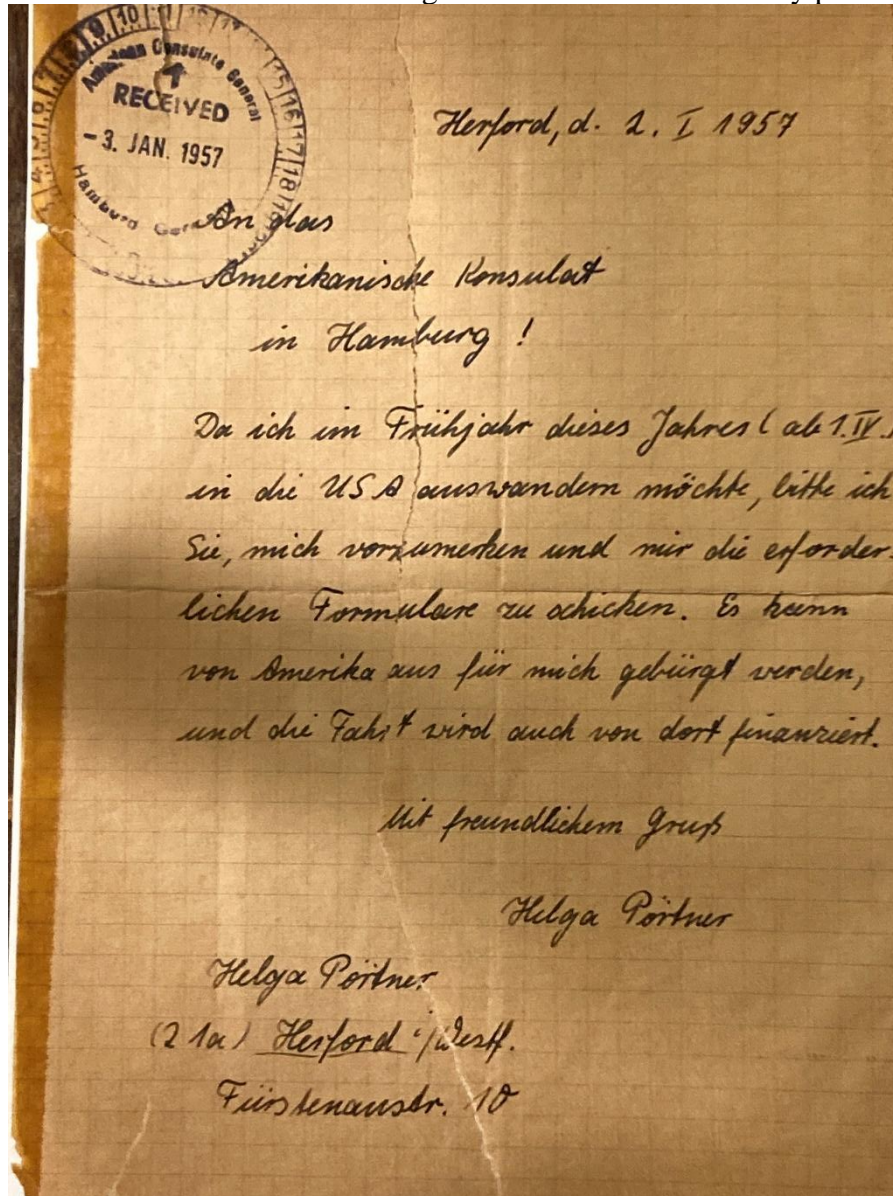 American Consulate General
RECEIVED
- 3. JAN. 1957
Hamburg
Herford, d. 2. I 1957
An das
Amerikanische Konsulat
in Hamburg !
Da ich im Frühjahr dieses Jahres ( ab 1. IV.
in die USA auswandern möchte, bitte ich
Sie, mich vorzumerken und mir die erforder-
lichen Formulare zu schicken. Es kann
von Amerika aus für mich gebürgt werden,
und die Fahrt wird auch von dort finanziert.
Mit freundlichem Gruß
Helga Pörtner
Helga Pörtner
(21a) Herford i/Westf.
Fürstenaustr. 10